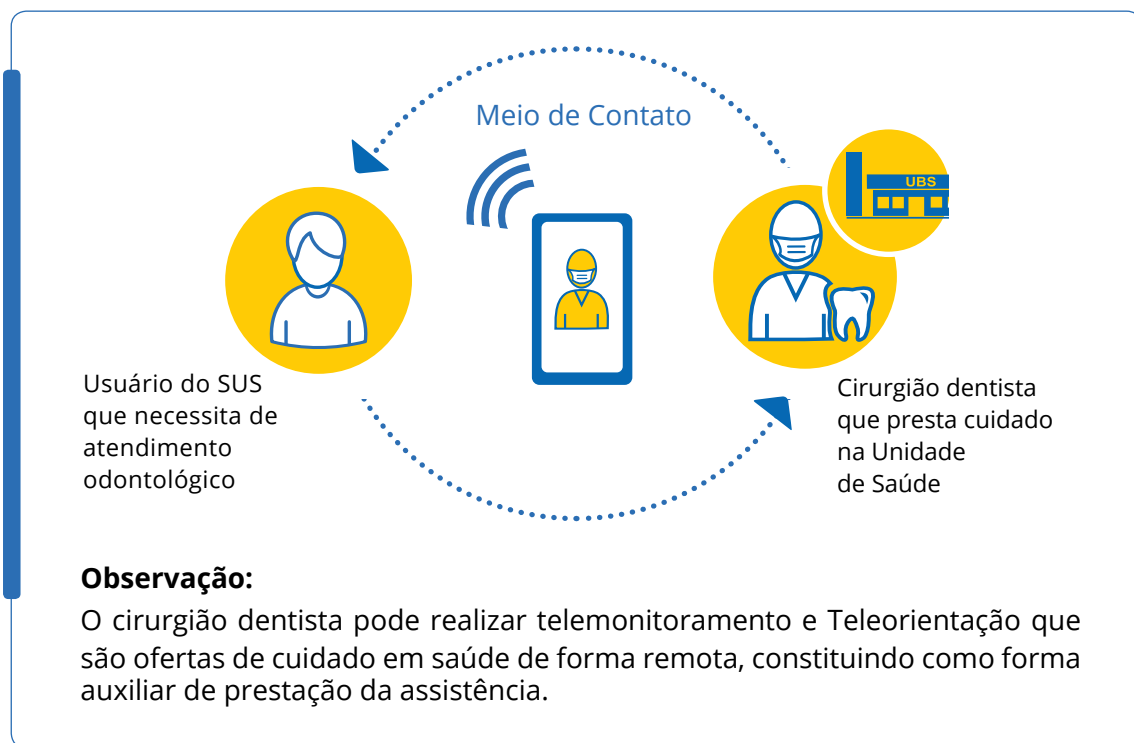 Meio de Contato
UBS
Usuário do SUS
que necessita de
atendimento
odontológico
Cirurgião dentista
que presta cuidado
na Unidade
de Saúde
Observação:
O cirurgião dentista pode realizar telemonitoramento e Teleorientação que
são ofertas de cuidado em saúde de forma remota, constituindo como forma
auxiliar de prestação da assistência.